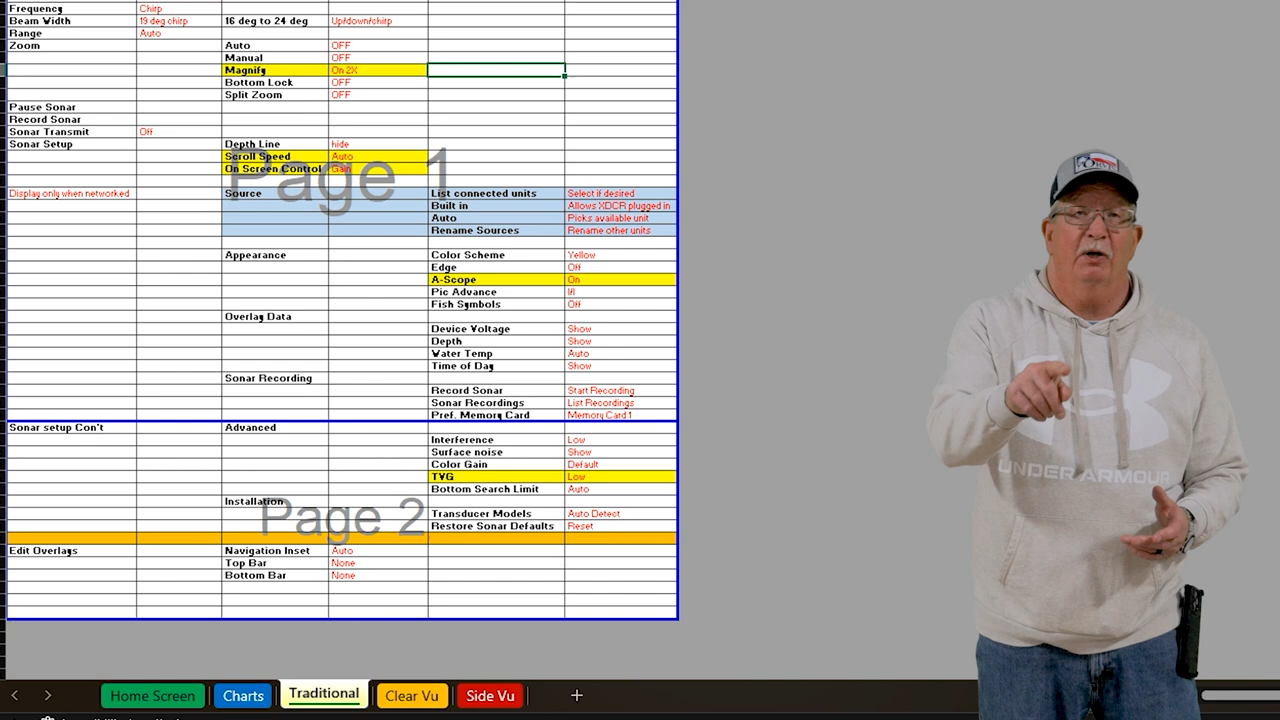 Frequency Chirp
Beam Width 19 deg chirp 16 deg to 24 deg Up/down/chirp
Range Auto
Zoom Auto OFF
Manual OFF
Magnify On 2X
Bottom Lock OFF
Split Zoom OFF
Pause Sonar
Record Sonar
Sonar Transmit Off
Sonar Setup Depth Line hide
Scroll Speed Auto
On Screen Control Gain
Page 1
Display only when networked Source List connected units Select if desired
Built in Allows XDCR plugged in
Auto Picks available unit
Rename Sources Rename other units
Appearance Color Scheme Yellow
Edge Off
A-Scope On
Pic Advance 1/1
Fish Symbols Off
Overlay Data
Device Voltage Show
Depth Show
Water Temp Auto
Time of Day Show
Sonar Recording
Record Sonar Start Recording
Sonar Recordings List Recordings
Pref. Memory Card Memory Card 1
Sonar setup Con't Advanced
Interference Low
Surface noise Show
Color Gain Default
TVG Low
Bottom Search Limit Auto
Installation
Page 2
Transducer Models Auto Detect
Restore Sonar Defaults Reset
Edit Overlays Navigation Inset Auto
Top Bar None
Bottom Bar None
UNDER ARMOUR
Home Screen Charts Traditional Clear Vu Side Vu